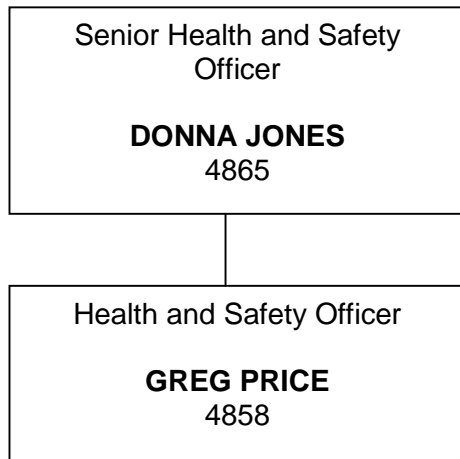 Senior Health and Safety
Officer
DONNA JONES
4865
Health and Safety Officer
GREG PRICE
4858